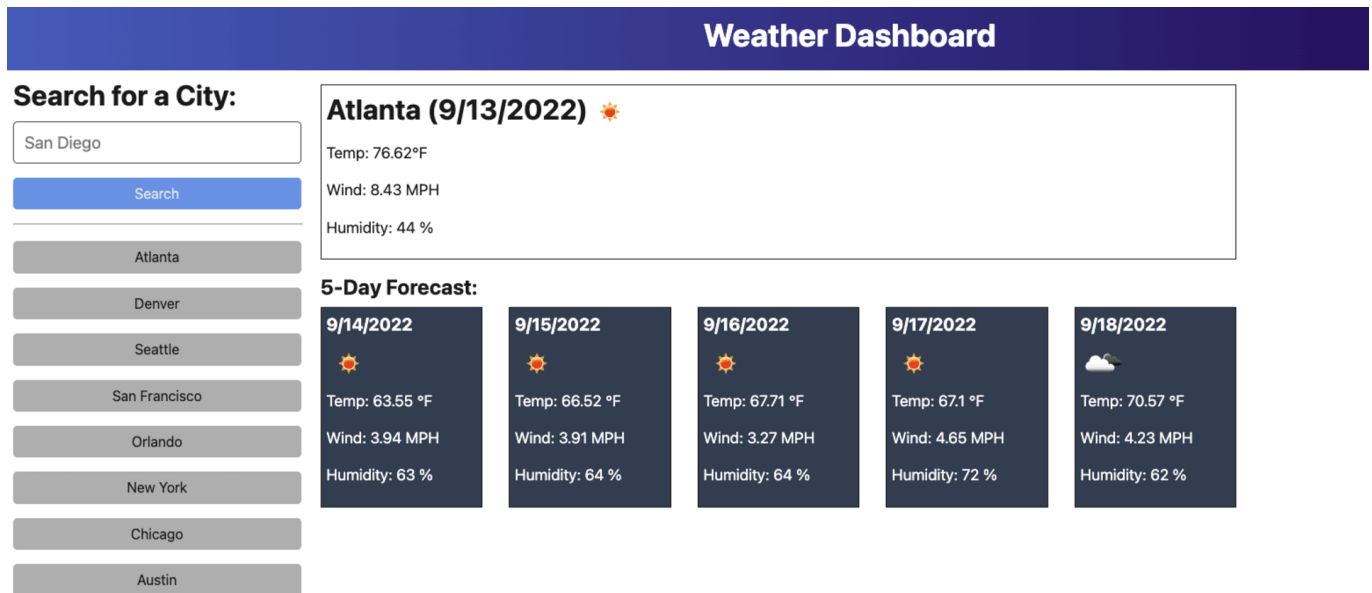 Weather Dashboard
Search for a City:
San Diego
Search
Atlanta
Denver
Seattle
San Francisco
Orlando
New York
Chicago
Austin
Atlanta (9/13/2022)
Temp: 76.62°F
Wind: 8.43 MPH
Humidity: 44 %
5-Day Forecast:
9/14/2022
Temp: 63.55 °F
Wind: 3.94 MPH
Humidity: 63 %
9/15/2022
Temp: 66.52 °F
Wind: 3.91 MPH
Humidity: 64 %
9/16/2022
Temp: 67.71 °F
Wind: 3.27 MPH
Humidity: 64 %
9/17/2022
Temp: 67.1 °F
Wind: 4.65 MPH
Humidity: 72 %
9/18/2022
Temp: 70.57 °F
Wind: 4.23 MPH
Humidity: 62 %